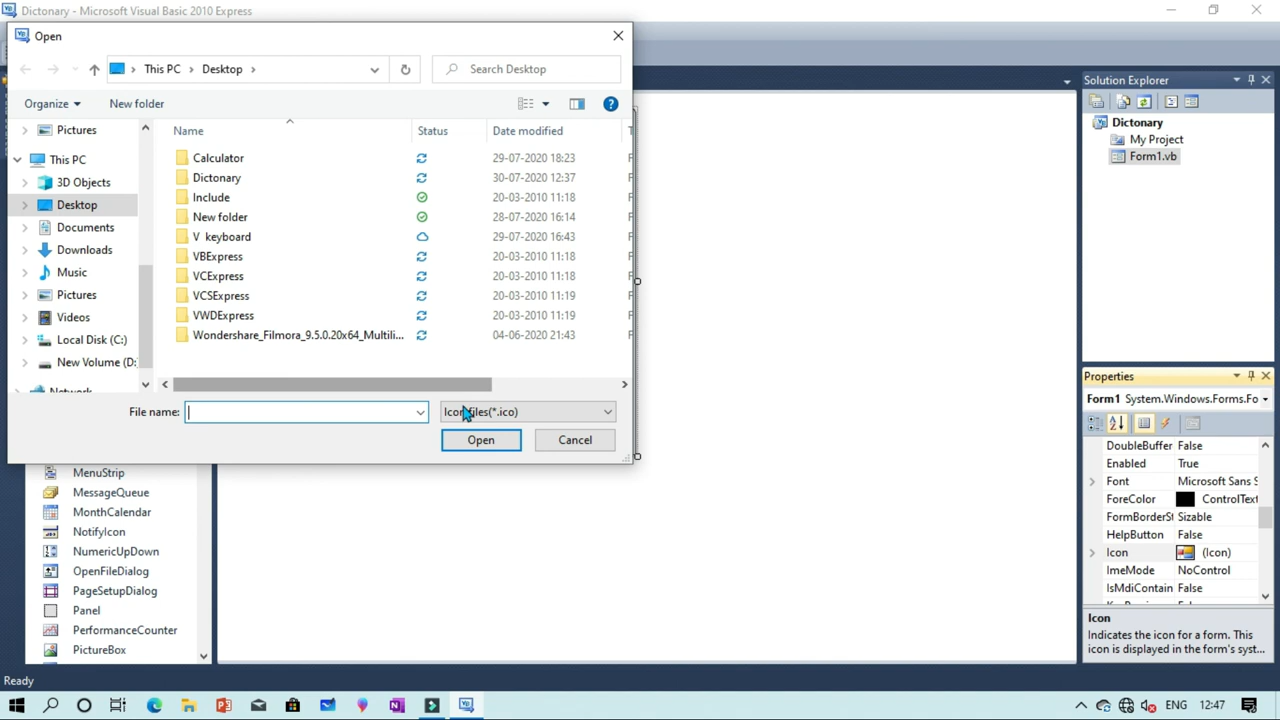 Dictonary - Microsoft Visual Basic 2010 Express
Open
This PC
Desktop
Search Desktop
Organize
New folder
Name
Status
Date modified
T
Pictures
This PC
3D Objects
Desktop
Documents
Downloads
Music
Pictures
Videos
Local Disk (C:)
New Volume (D:
Network
Calculator
29-07-2020 18:23
F
Dictonary
30-07-2020 12:37
F
Include
20-03-2010 11:18
F
New folder
28-07-2020 16:14
F
V keyboard
29-07-2020 16:43
F
VBExpress
20-03-2010 11:18
F
VCExpress
20-03-2010 11:18
F
VCSExpress
20-03-2010 11:19
F
VWDExpress
20-03-2010 11:19
F
Wondershare_Filmora_9.5.0.20x64_Multili...
04-06-2020 21:43
F
File name:
Icon files(*.ico)
Open
Cancel
MenuStrip
MessageQueue
MonthCalendar
NotifyIcon
NumericUpDown
OpenFileDialog
PageSetupDialog
Panel
PerformanceCounter
PictureBox
Solution Explorer
Dictonary
My Project
Form1.vb
Properties
Form1 System.Windows.Forms.Fo
DoubleBuffer False
Enabled True
Font Microsoft Sans S
ForeColor ControlText
FormBorderSt Sizable
HelpButton False
Icon (Icon)
ImeMode NoControl
IsMdiContain False
Icon
Indicates the icon for a form. This
icon is displayed in the form's syst...
Ready
ENG
12:47